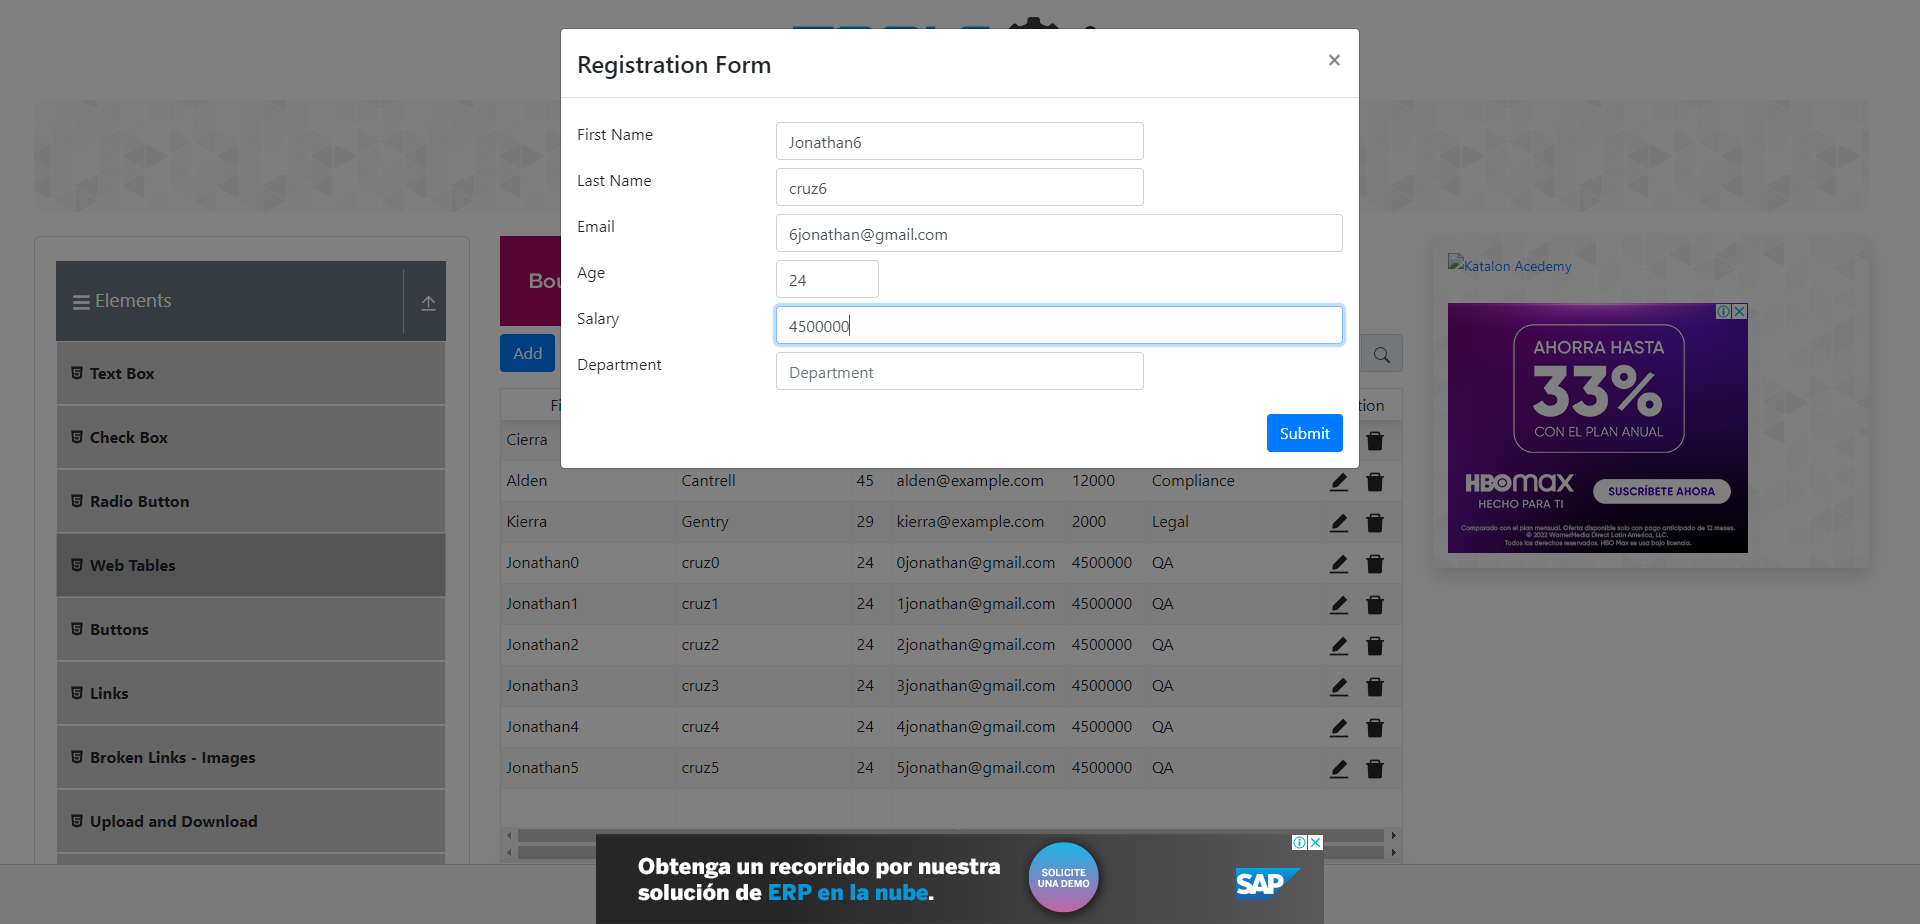 Registration Form
×
First Name
Jonathan6
Last Name
cruz6
Email
6jonathan@gmail.com
Age
24
Salary
4500000
Department
Department
Submit
Elements
Text Box
Check Box
Radio Button
Web Tables
Buttons
Links
Broken Links - Images
Upload and Download
Add
Cierra
Alden Cantrell 45 alden@example.com 12000 Compliance
Kierra Gentry 29 kierra@example.com 2000 Legal
Jonathan0 cruz0 24 0jonathan@gmail.com 4500000 QA
Jonathan1 cruz1 24 1jonathan@gmail.com 4500000 QA
Jonathan2 cruz2 24 2jonathan@gmail.com 4500000 QA
Jonathan3 cruz3 24 3jonathan@gmail.com 4500000 QA
Jonathan4 cruz4 24 4jonathan@gmail.com 4500000 QA
Jonathan5 cruz5 24 5jonathan@gmail.com 4500000 QA
Katalon Acedemy
AHORRA HASTA
33%
CON EL PLAN ANUAL
HBOMAX
HECHO PARA TI
SUSCRÍBETE AHORA
Comparado con el plan mensual. Oferta disponible solo con pago anticipado de 12 meses.
© 2022 WarnerMedia Direct Latin America, LLC.
Todos los derechos reservados. HBO Max se usa bajo licencia.
Obtenga un recorrido por nuestra
solución de ERP en la nube.
SOLICITE
UNA DEMO
SAP